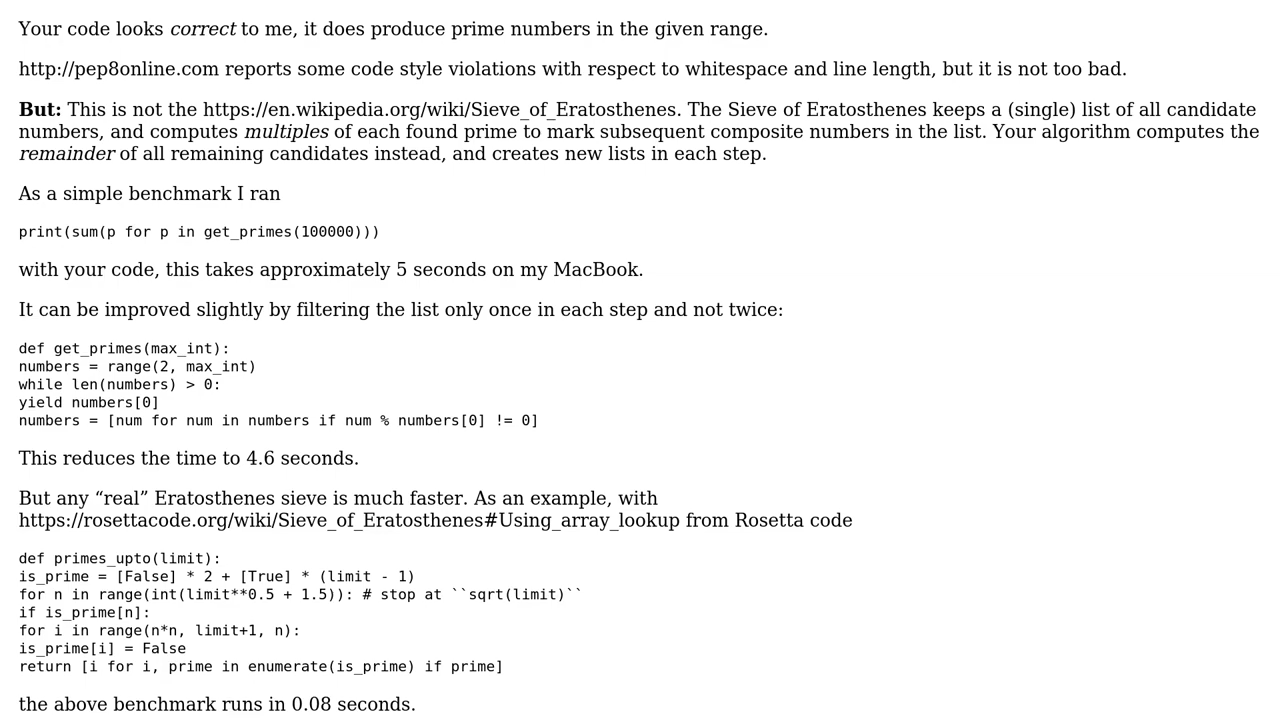 Your code looks correct to me, it does produce prime numbers in the given range.
http://pep8online.com reports some code style violations with respect to whitespace and line length, but it is not too bad.
But: This is not the https://en.wikipedia.org/wiki/Sieve_of_Eratosthenes. The Sieve of Eratosthenes keeps a (single) list of all candidate
numbers, and computes multiples of each found prime to mark subsequent composite numbers in the list. Your algorithm computes the
remainder of all remaining candidates instead, and creates new lists in each step.
As a simple benchmark I ran
print(sum(p for p in get_primes(100000)))
with your code, this takes approximately 5 seconds on my MacBook.
It can be improved slightly by filtering the list only once in each step and not twice:
def get_primes(max_int):
numbers = range(2, max_int)
while len(numbers) > 0:
yield numbers[0]
numbers = [num for num in numbers if num % numbers[0] != 0]
This reduces the time to 4.6 seconds.
But any “real” Eratosthenes sieve is much faster. As an example, with
https://rosettacode.org/wiki/Sieve_of_Eratosthenes#Using_array_lookup from Rosetta code
def primes_upto(limit):
is_prime = [False] * 2 + [True] * (limit - 1)
for n in range(int(limit**0.5 + 1.5)): # stop at ``sqrt(limit)``
if is_prime[n]:
for i in range(n*n, limit+1, n):
is_prime[i] = False
return [i for i, prime in enumerate(is_prime) if prime]
the above benchmark runs in 0.08 seconds.